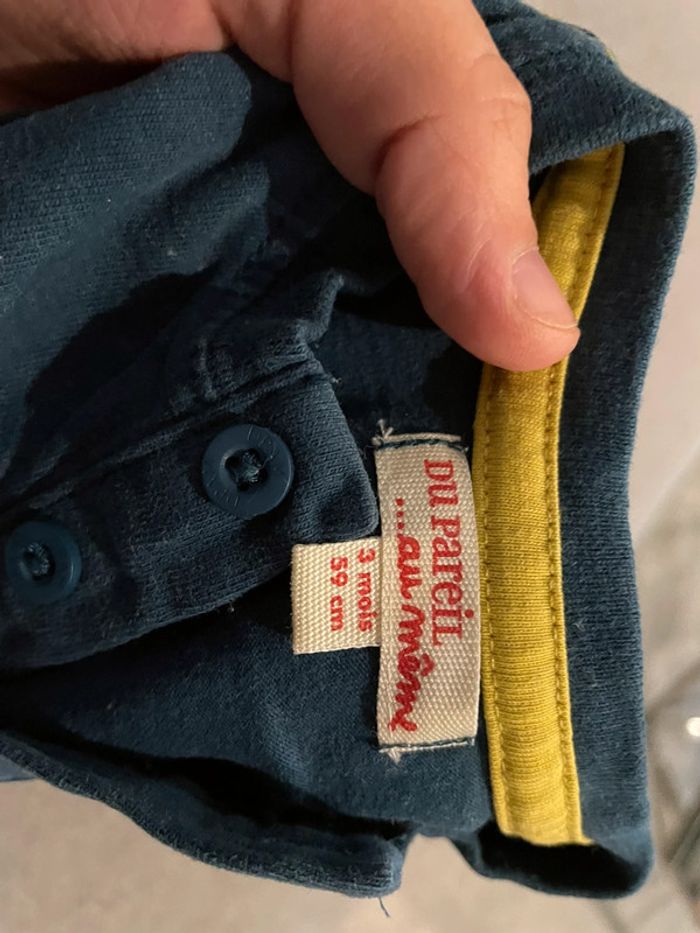 DU PAREIL
...au même
3 mois
59 cm